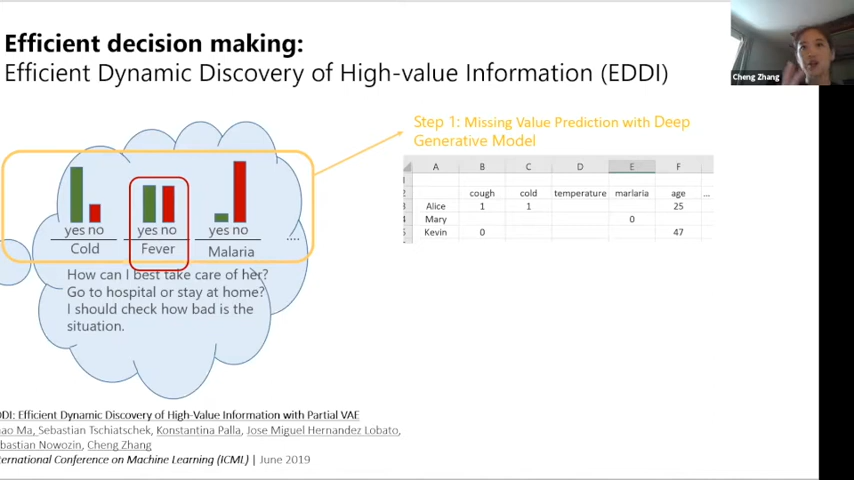 Efficient decision making:
Efficient Dynamic Discovery of High-value Information (EDDI)
Cheng Zhang
Step 1: Missing Value Prediction with Deep
Generative Model
A B C D E F
cough cold temperature marlaria age ...
Alice 1 1 25
Mary 0
Kevin 0 47
yes no yes no yes no
Cold Fever Malaria ....
How can I best take care of her?
Go to hospital or stay at home?
I should check how bad is the
situation.
DDI: Efficient Dynamic Discovery of High-Value Information with Partial VAE
ao Ma, Sebastian Tschiatschek, Konstantina Palla, Jose Miguel Hernandez Lobato,
bastian Nowozin, Cheng Zhang
ternational Conference on Machine Learning (ICML) | June 2019